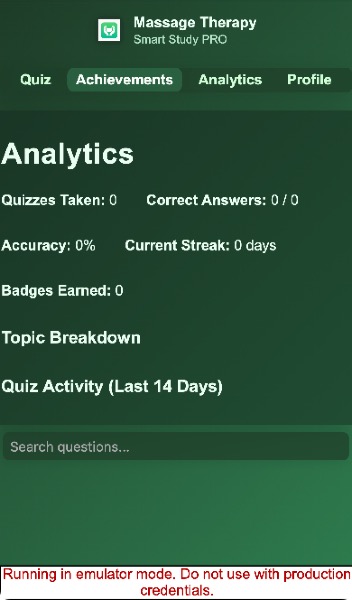 Massage Therapy
Smart Study PRO
Quiz Achievements Analytics Profile
Analytics
Quizzes Taken: 0 Correct Answers: 0 / 0
Accuracy: 0% Current Streak: 0 days
Badges Earned: 0
Topic Breakdown
Quiz Activity (Last 14 Days)
Search questions...
Running in emulator mode. Do not use with production
credentials.